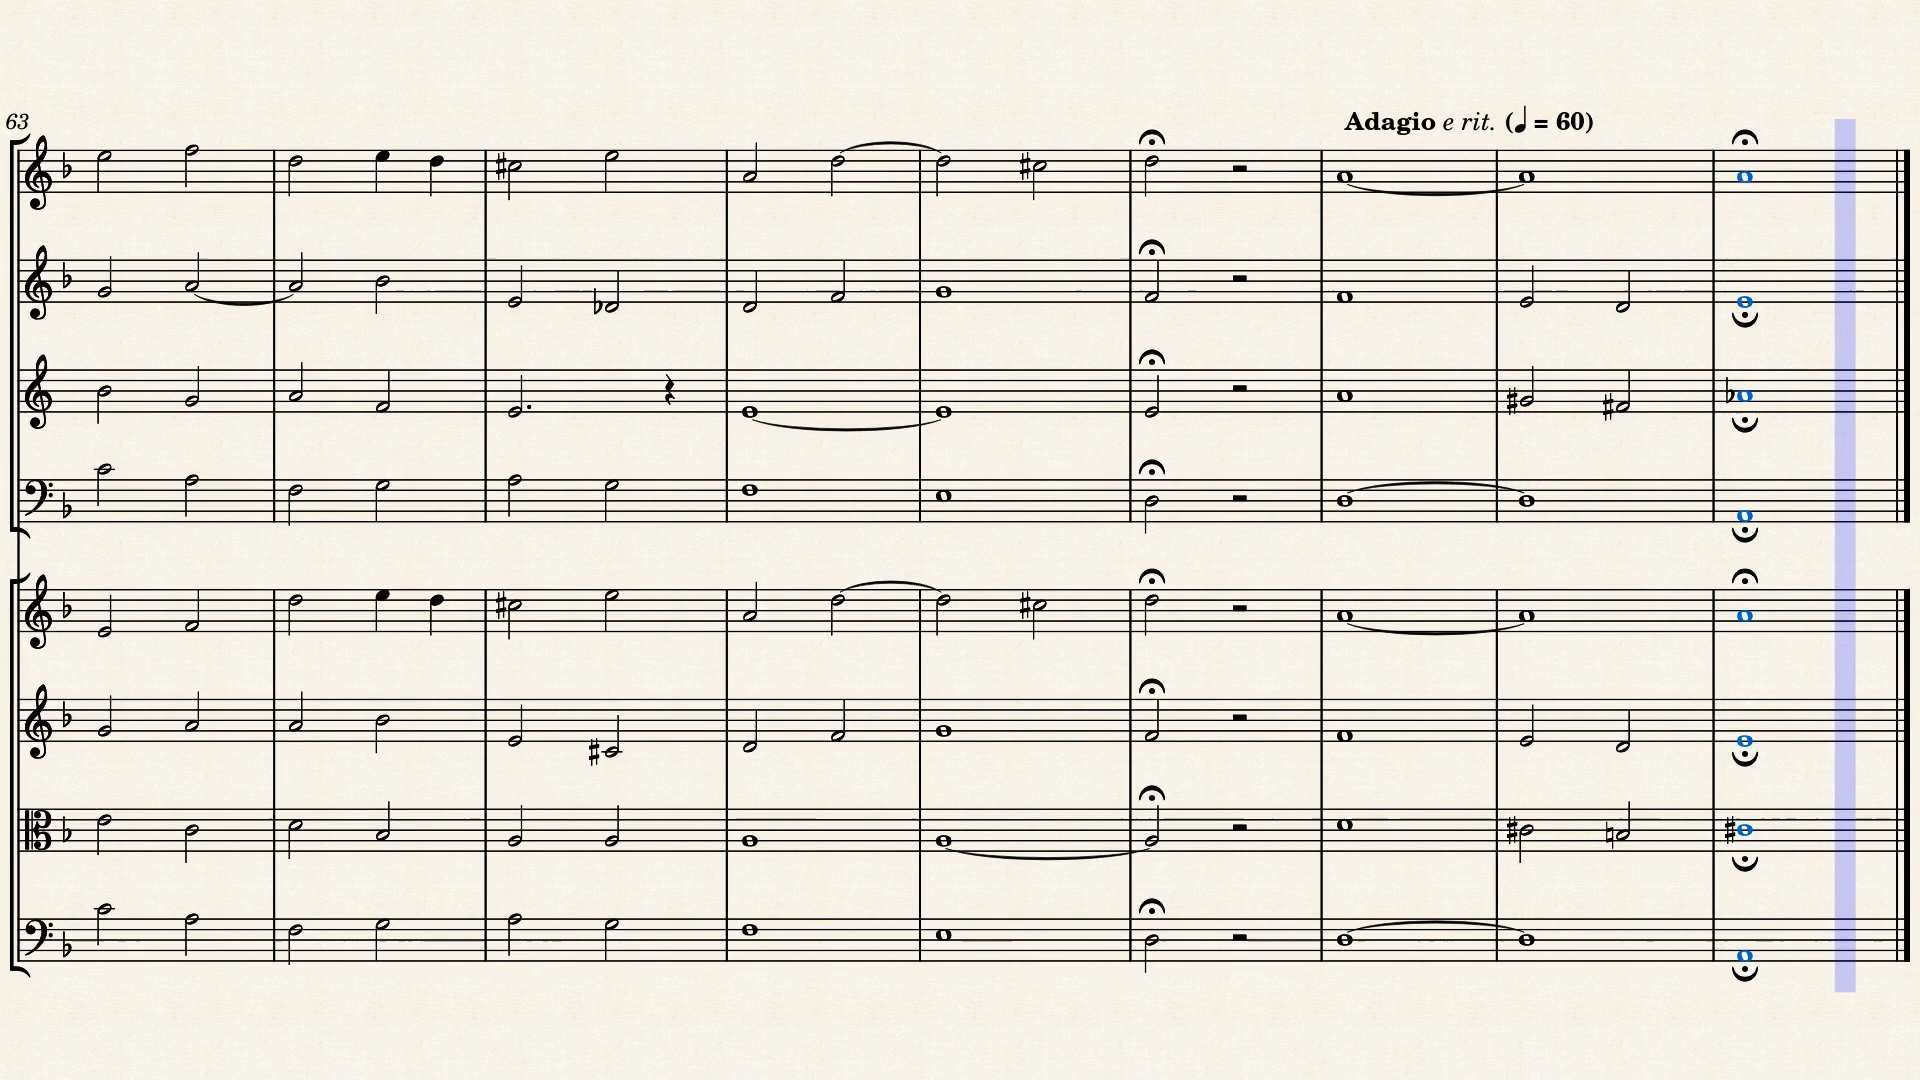 63
Adagio e rit. (♩ = 60)